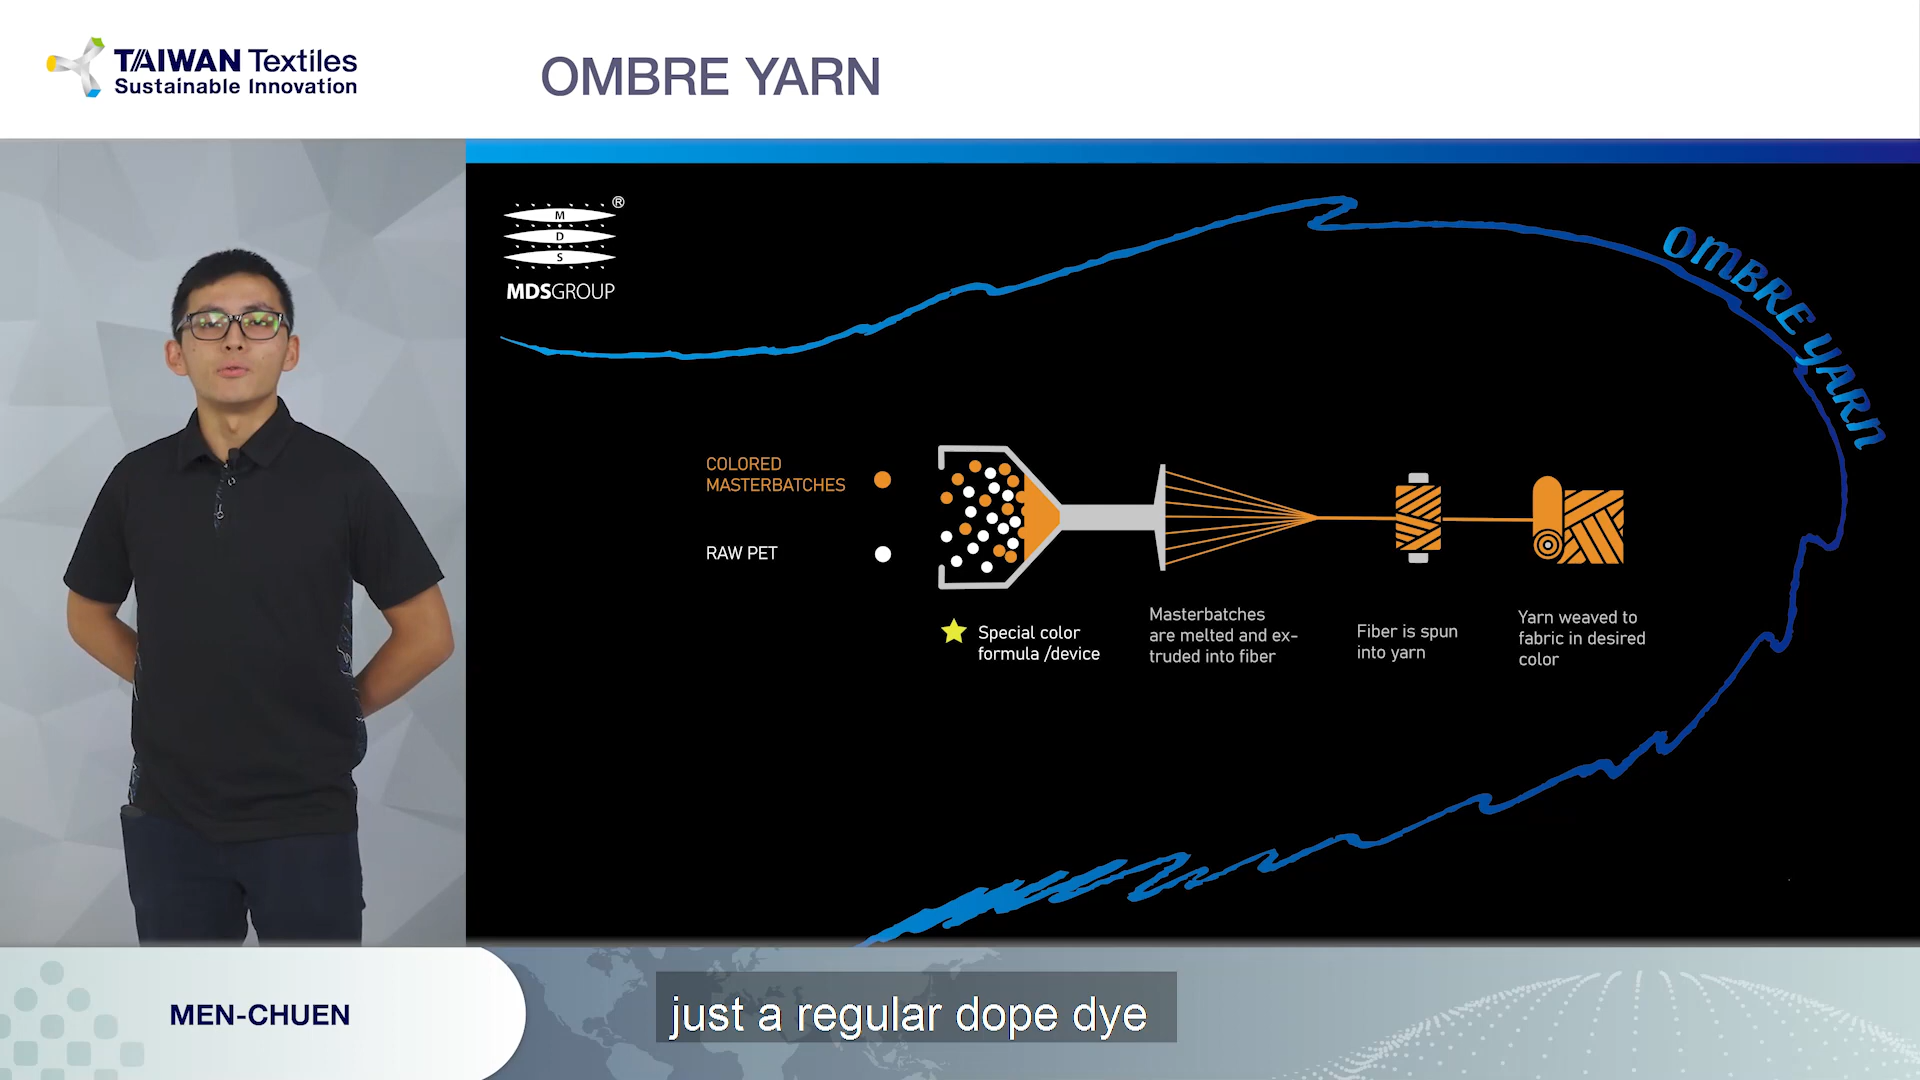 TAIWAN Textiles
Sustainable Innovation
OMBRE YARN
M
D
S
®
MDSGROUP
OMBRE YARN
COLORED
MASTERBATCHES
RAW PET
Special color
formula /device
Masterbatches
are melted and ex-
truded into fiber
Fiber is spun
into yarn
Yarn weaved to
fabric in desired
color
MEN-CHUEN
just a regular dope dye